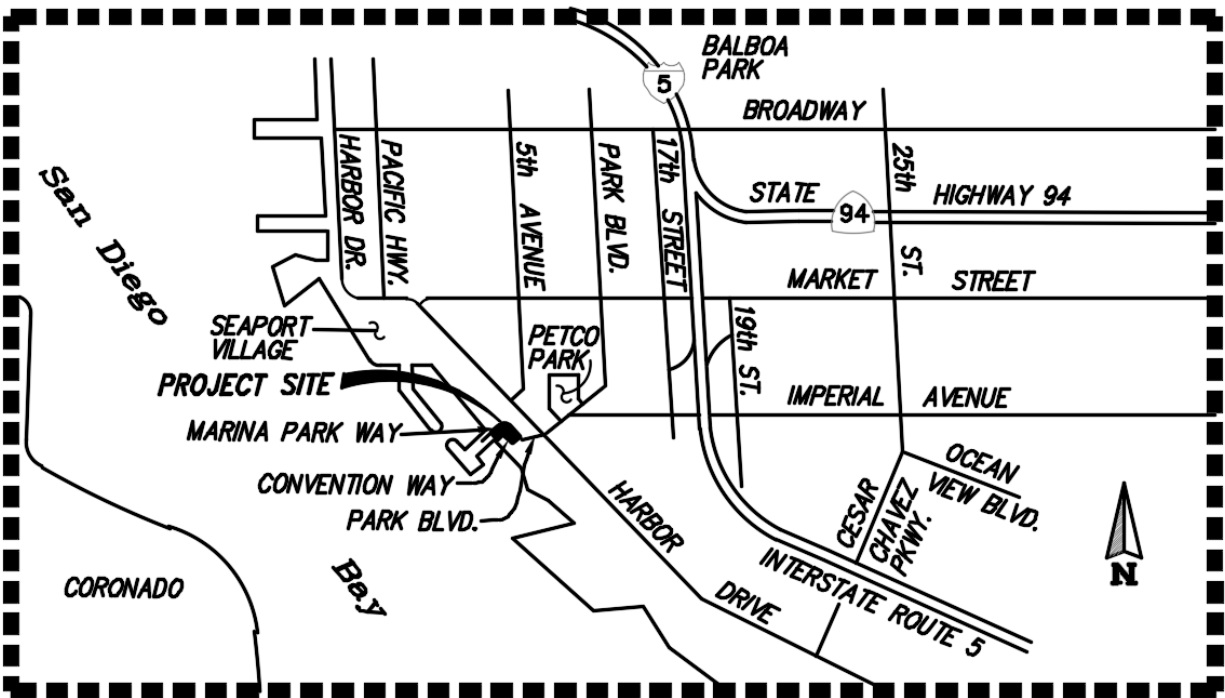 BALBOA
PARK
5
BROADWAY
San Diego
HARBOR DR.
PACIFIC HWY.
5th AVENUE
PARK BLVD.
17th STREET
25th ST.
STATE 94 HIGHWAY 94
MARKET STREET
SEAPORT
VILLAGE
PETCO
PARK
19th ST.
PROJECT SITE
IMPERIAL AVENUE
MARINA PARK WAY
CONVENTION WAY
PARK BLVD.
OCEAN
VIEW BLVD.
CESAR
CHAVEZ
PKWY.
HARBOR DRIVE
INTERSTATE ROUTE 5
CORONADO
Bay
N